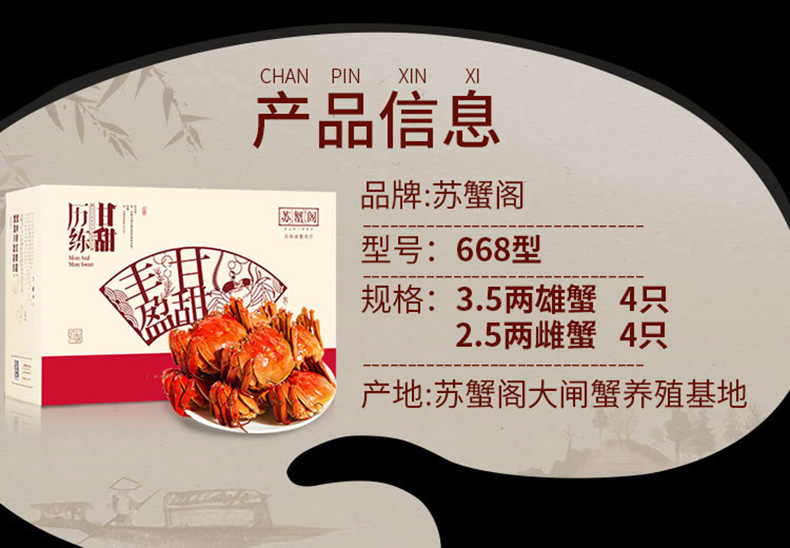 CHAN PIN XIN XI
产品信息
品牌:苏蟹阁
型号：668型
规格：3.5两雄蟹 4只
2.5两雌蟹 4只
产地:苏蟹阁大闸蟹养殖基地
历练
甘甜
More And
More Sweet
苏蟹阁
丰盈
甘甜